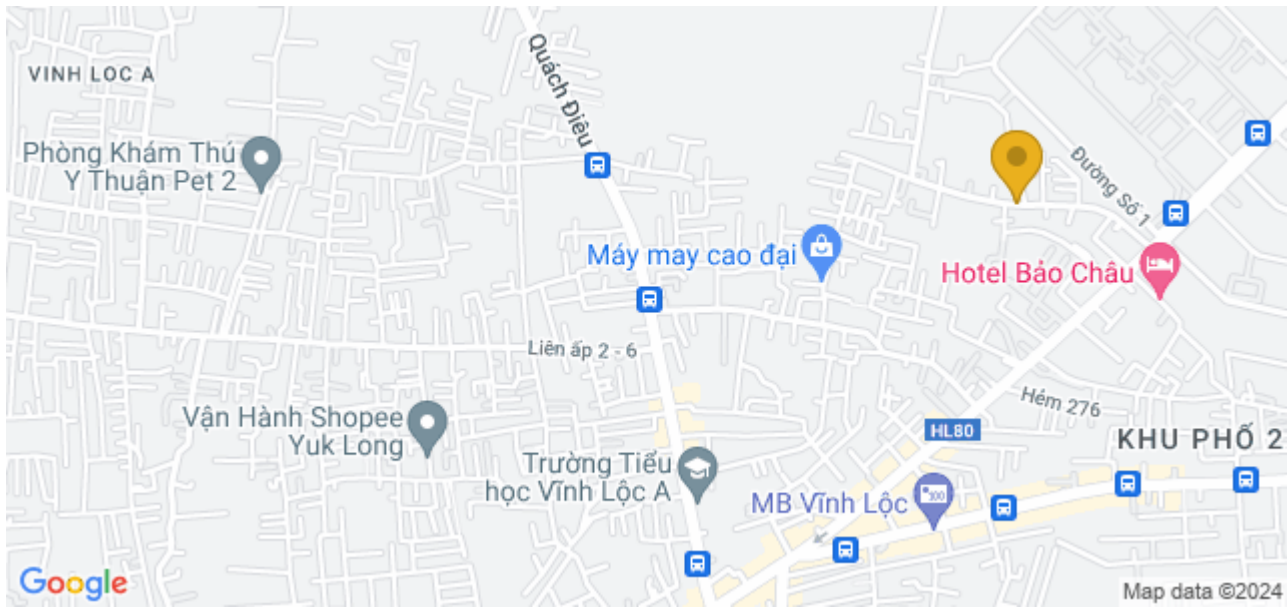 VINH LOC A
Quách Điêu
Phòng Khám Thú
Y Thuận Pet 2
Đường Số 1
Máy may cao đại
Hotel Bảo Châu
Liên ấp 2 - 6
Hẻm 276
Vận Hành Shopee
Yuk Long
HL80
KHU PHỐ 2
Trường Tiểu
học Vĩnh Lộc A
MB Vĩnh Lộc
100
Google
Map data ©2024